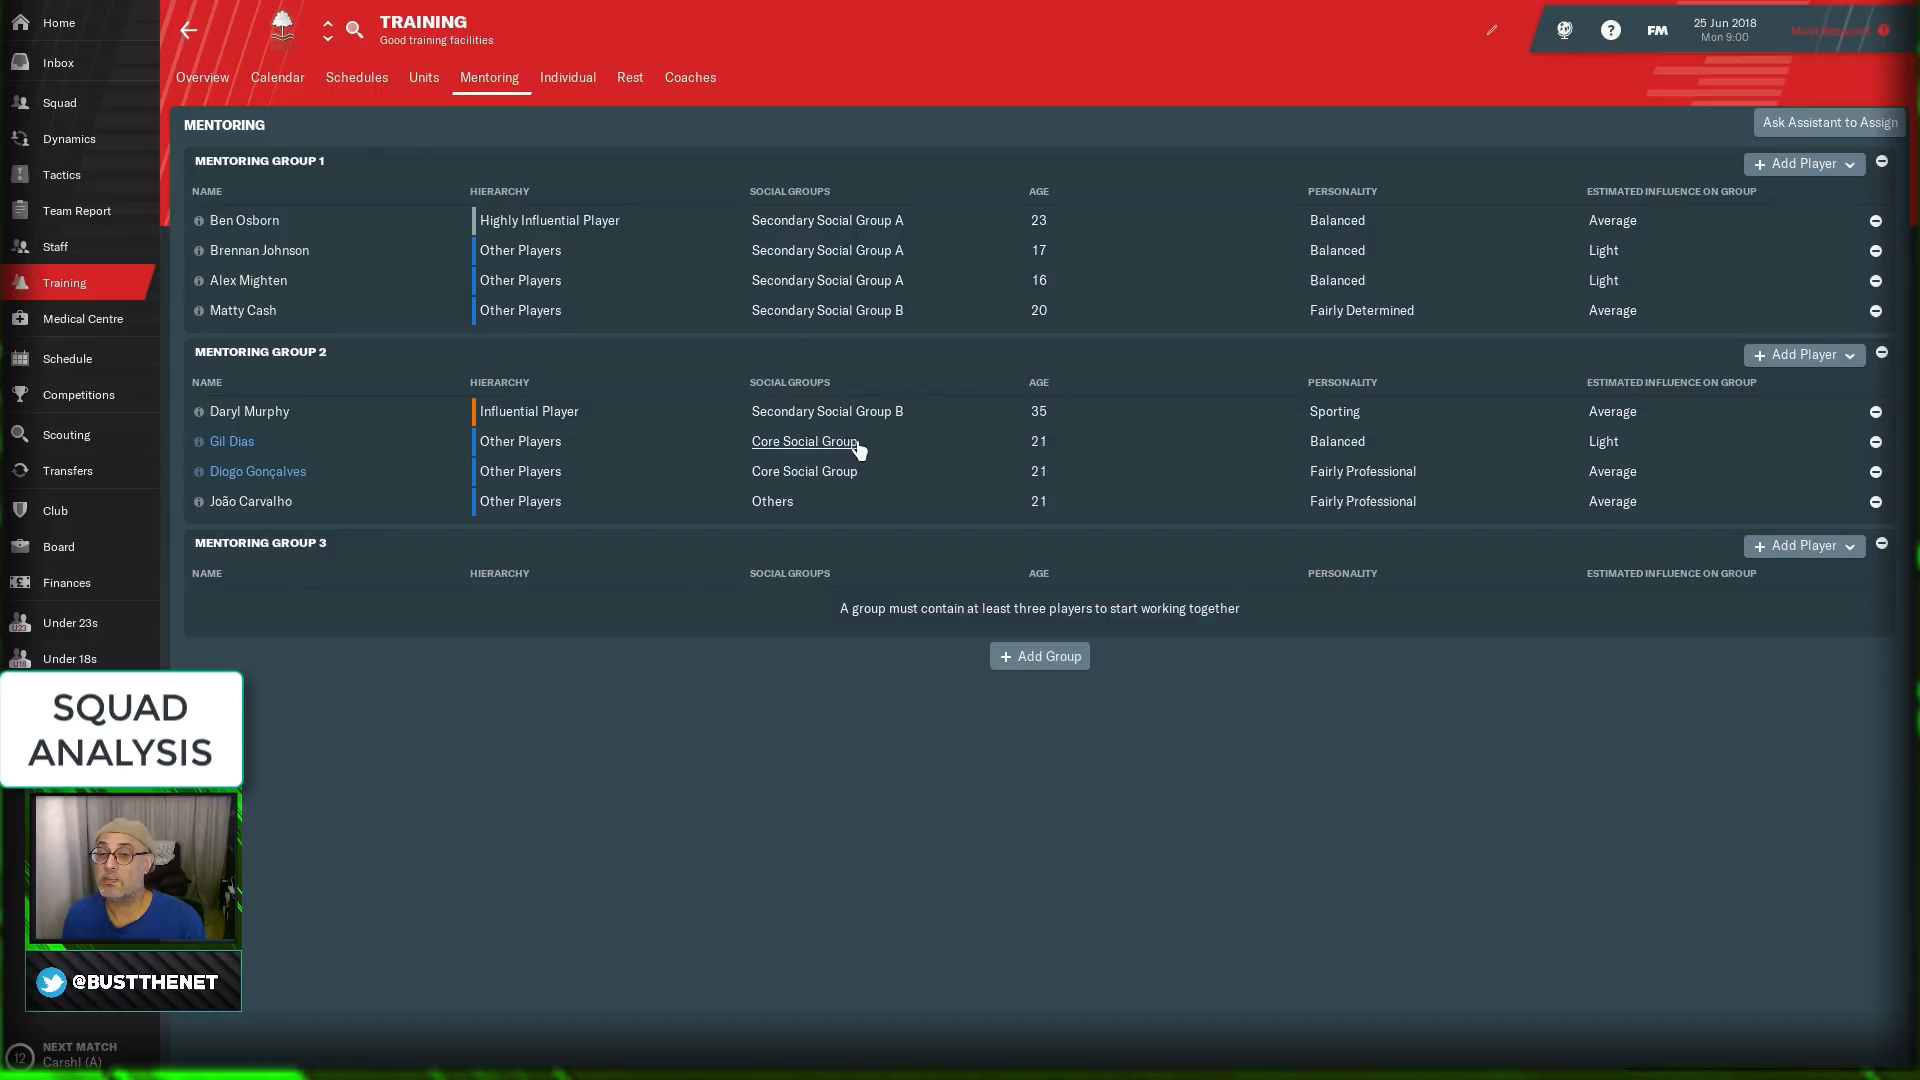 Home
Inbox
Squad
Dynamics
Tactics
Team Report
Staff
Training
Medical Centre
Schedule
Competitions
Scouting
Transfers
Club
Board
Finances
Under 23s
Under 18s
TRAINING
Good training facilities
? FM 25 Jun 2018
Mon 9:00
Must Respond
Overview Calendar Schedules Units Mentoring Individual Rest Coaches
MENTORING
Ask Assistant to Assign
MENTORING GROUP 1
+ Add Player
NAME HIERARCHY SOCIAL GROUPS AGE PERSONALITY ESTIMATED INFLUENCE ON GROUP
Ben Osborn Highly Influential Player Secondary Social Group A 23 Balanced Average
Brennan Johnson Other Players Secondary Social Group A 17 Balanced Light
Alex Mighten Other Players Secondary Social Group A 16 Balanced Light
Matty Cash Other Players Secondary Social Group B 20 Fairly Determined Average
MENTORING GROUP 2
+ Add Player
NAME HIERARCHY SOCIAL GROUPS AGE PERSONALITY ESTIMATED INFLUENCE ON GROUP
Daryl Murphy Influential Player Secondary Social Group B 35 Sporting Average
Gil Dias Other Players Core Social Group 21 Balanced Light
Diogo Gonçalves Other Players Core Social Group 21 Fairly Professional Average
João Carvalho Other Players Others 21 Fairly Professional Average
MENTORING GROUP 3
+ Add Player
NAME HIERARCHY SOCIAL GROUPS AGE PERSONALITY ESTIMATED INFLUENCE ON GROUP
A group must contain at least three players to start working together
+ Add Group
SQUAD
ANALYSIS
@BUSTTHENET
12 NEXT MATCH
Carshl (A)